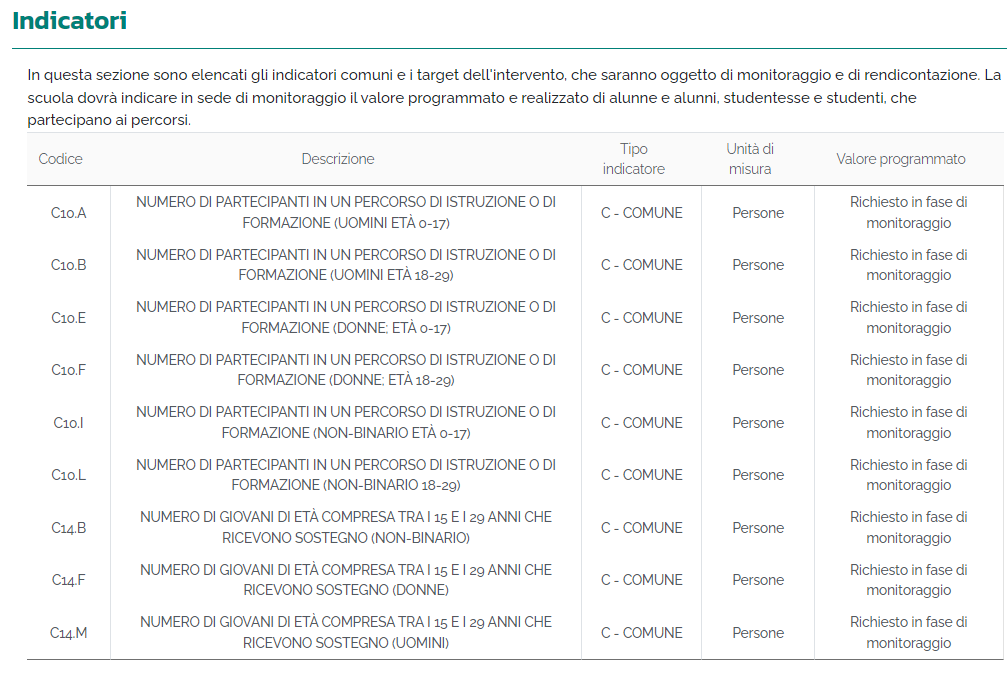 Indicatori
In questa sezione sono elencati gli indicatori comuni e i target dell'intervento, che saranno oggetto di monitoraggio e di rendicontazione. La
scuola dovrà indicare in sede di monitoraggio il valore programmato e realizzato di alunne e alunni, studentesse e studenti, che
partecipano ai percorsi.
Codice Descrizione Tipo indicatore Unità di misura Valore programmato
C10.A NUMERO DI PARTECIPANTI IN UN PERCORSO DI ISTRUZIONE O DI FORMAZIONE (UOMINI ETÀ 0-17) C - COMUNE Persone Richiesto in fase di monitoraggio
C10.B NUMERO DI PARTECIPANTI IN UN PERCORSO DI ISTRUZIONE O DI FORMAZIONE (UOMINI ETÀ 18-29) C - COMUNE Persone Richiesto in fase di monitoraggio
C10.E NUMERO DI PARTECIPANTI IN UN PERCORSO DI ISTRUZIONE O DI FORMAZIONE (DONNE; ETÀ 0-17) C - COMUNE Persone Richiesto in fase di monitoraggio
C10.F NUMERO DI PARTECIPANTI IN UN PERCORSO DI ISTRUZIONE O DI FORMAZIONE (DONNE; ETÀ 18-29) C - COMUNE Persone Richiesto in fase di monitoraggio
C10.I NUMERO DI PARTECIPANTI IN UN PERCORSO DI ISTRUZIONE O DI FORMAZIONE (NON-BINARIO ETÀ 0-17) C - COMUNE Persone Richiesto in fase di monitoraggio
C10.L NUMERO DI PARTECIPANTI IN UN PERCORSO DI ISTRUZIONE O DI FORMAZIONE (NON-BINARIO 18-29) C - COMUNE Persone Richiesto in fase di monitoraggio
C14.B NUMERO DI GIOVANI DI ETÀ COMPRESA TRA I 15 E I 29 ANNI CHE RICEVONO SOSTEGNO (NON-BINARIO) C - COMUNE Persone Richiesto in fase di monitoraggio
C14.F NUMERO DI GIOVANI DI ETÀ COMPRESA TRA I 15 E I 29 ANNI CHE RICEVONO SOSTEGNO (DONNE) C - COMUNE Persone Richiesto in fase di monitoraggio
C14.M NUMERO DI GIOVANI DI ETÀ COMPRESA TRA I 15 E I 29 ANNI CHE RICEVONO SOSTEGNO (UOMINI) C - COMUNE Persone Richiesto in fase di monitoraggio